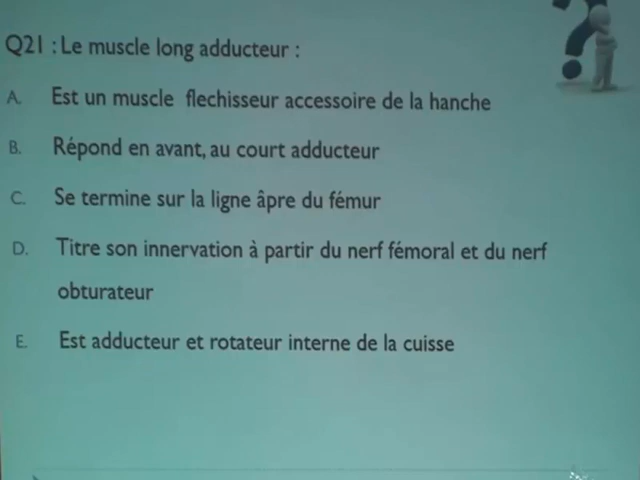 Q21 : Le muscle long adducteur :
A. Est un muscle flechisseur accessoire de la hanche
B. Répond en avant, au court adducteur
C. Se termine sur la ligne âpre du fémur
D. Titre son innervation à partir du nerf fémoral et du nerf
obturateur
E. Est adducteur et rotateur interne de la cuisse